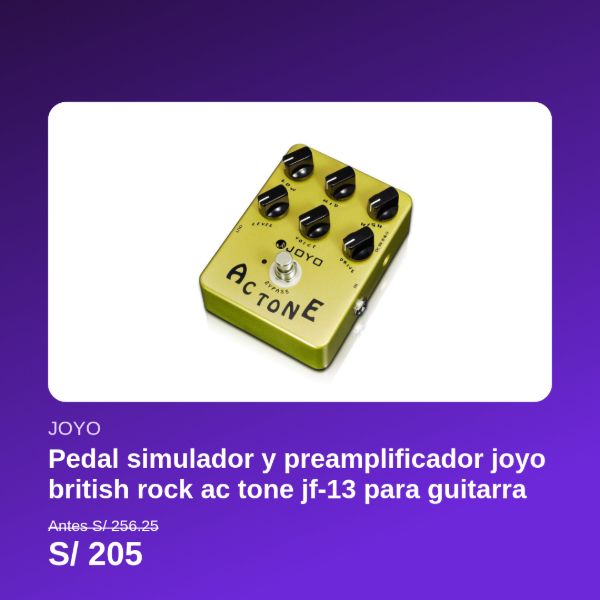 LOW
MID
HIGH
LEVEL
VOICE
DRIVE
JOYO
BYPASS
AC TONE
JOYO
Pedal simulador y preamplificador joyo
british rock ac tone jf-13 para guitarra
Antes S/ 256.25
S/ 205